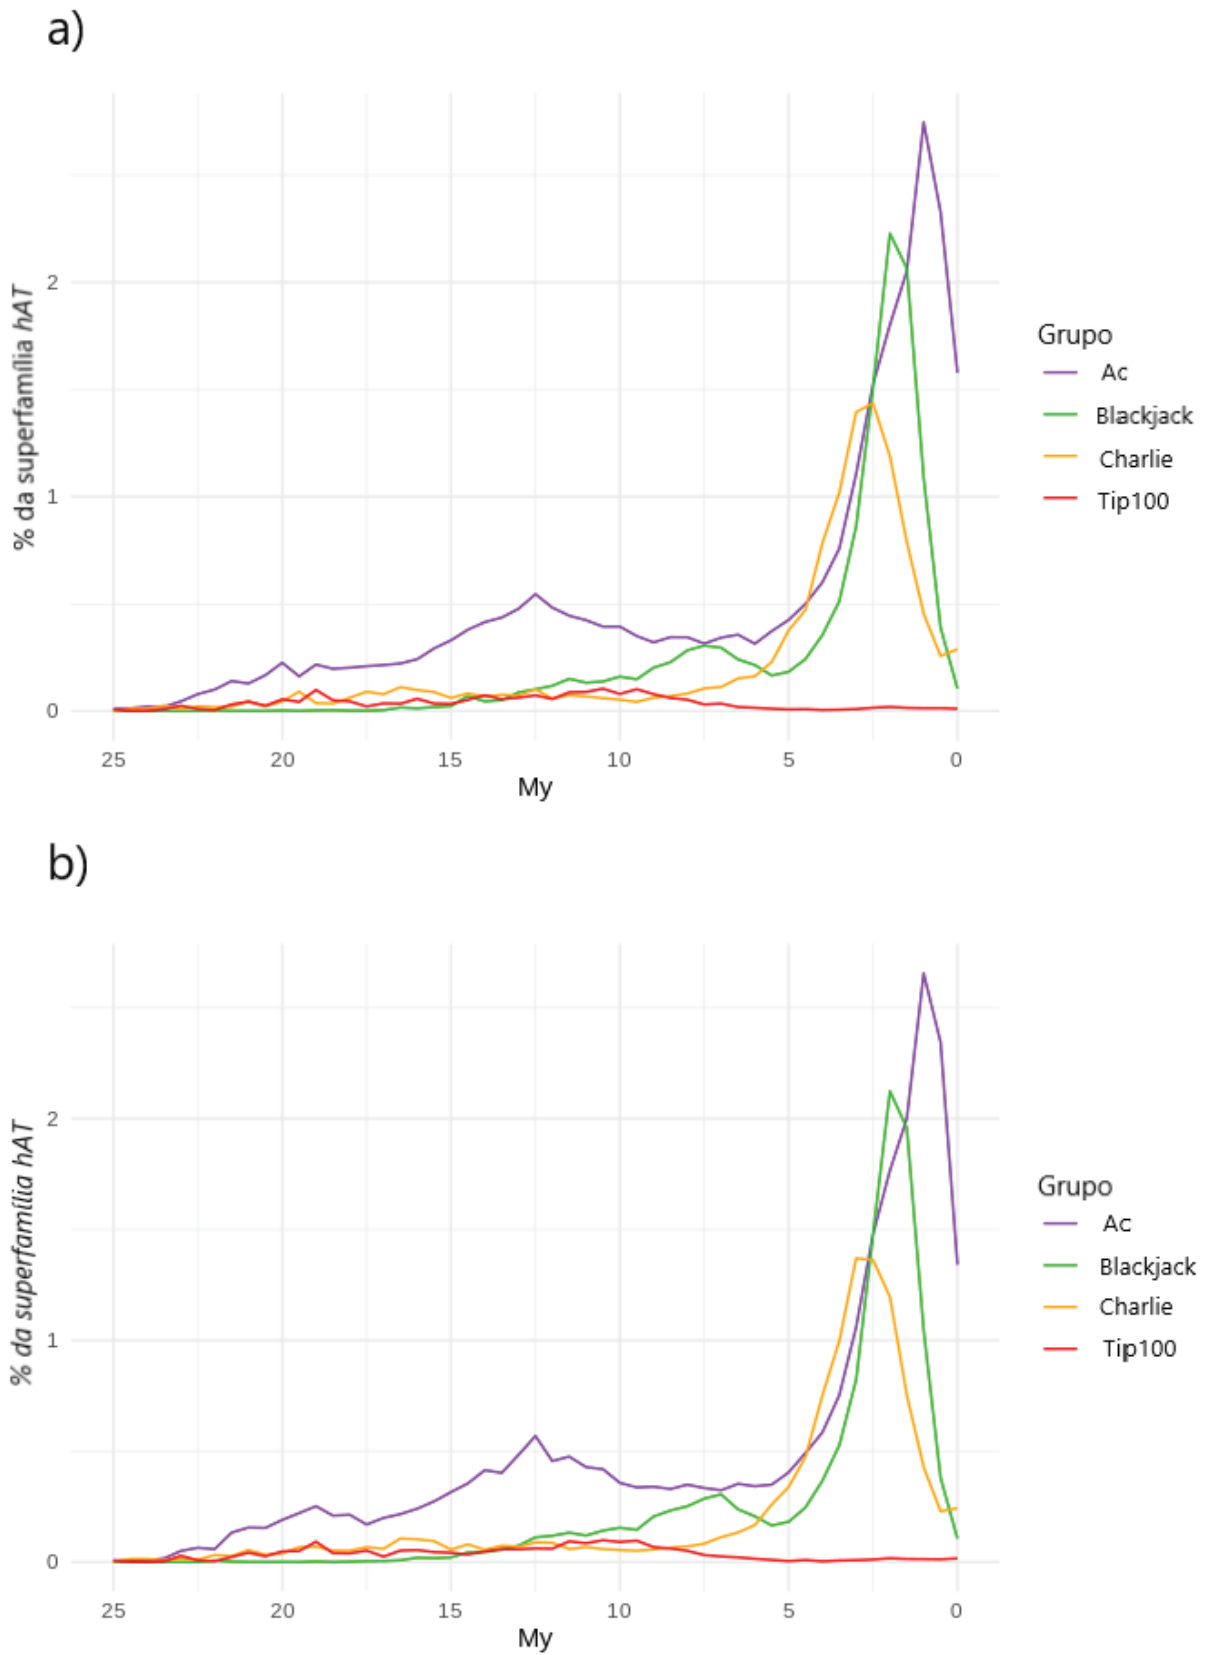 a)
% da superfamília hAT
2
1
0
25 20 15 10 5 0
My
Grupo
Ac
Blackjack
Charlie
Tip100
b)
% da superfamília hAT
2
1
0
25 20 15 10 5 0
My
Grupo
Ac
Blackjack
Charlie
Tip100